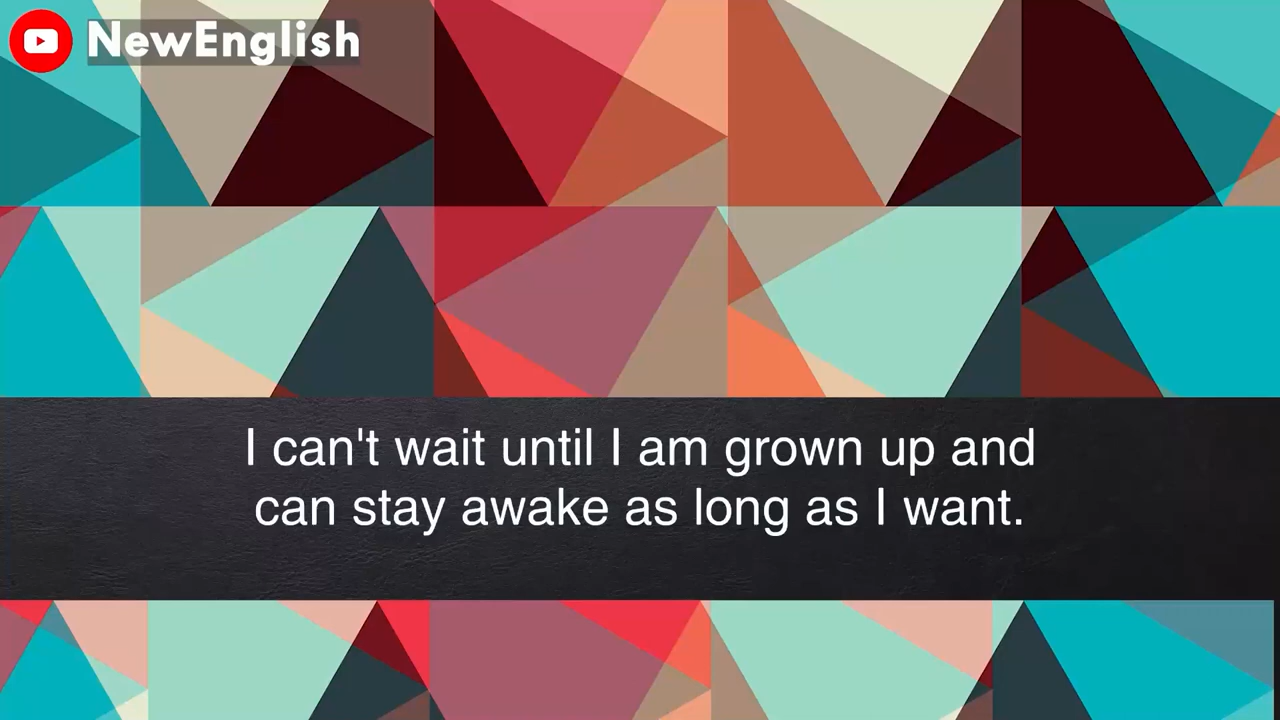 NewEnglish
I can't wait until I am grown up and
can stay awake as long as I want.